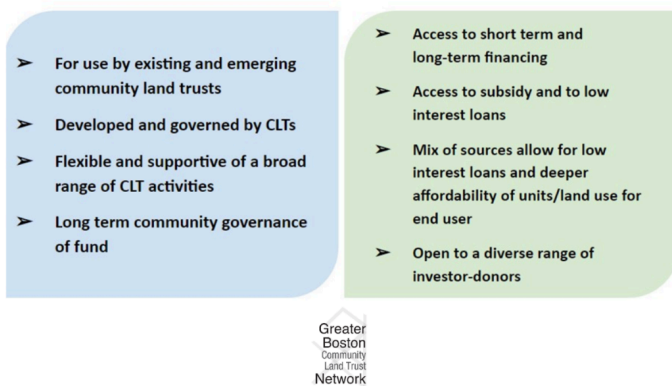 ➢ For use by existing and emerging
community land trusts
➢ Developed and governed by CLTs
➢ Flexible and supportive of a broad
range of CLT activities
➢ Long term community governance
of fund
➢ Access to short term and
long-term financing
➢ Access to subsidy and to low
interest loans
➢ Mix of sources allow for low
interest loans and deeper
affordability of units/land use for
end user
➢ Open to a diverse range of
investor-donors
Greater
Boston
Community
Land Trust
Network